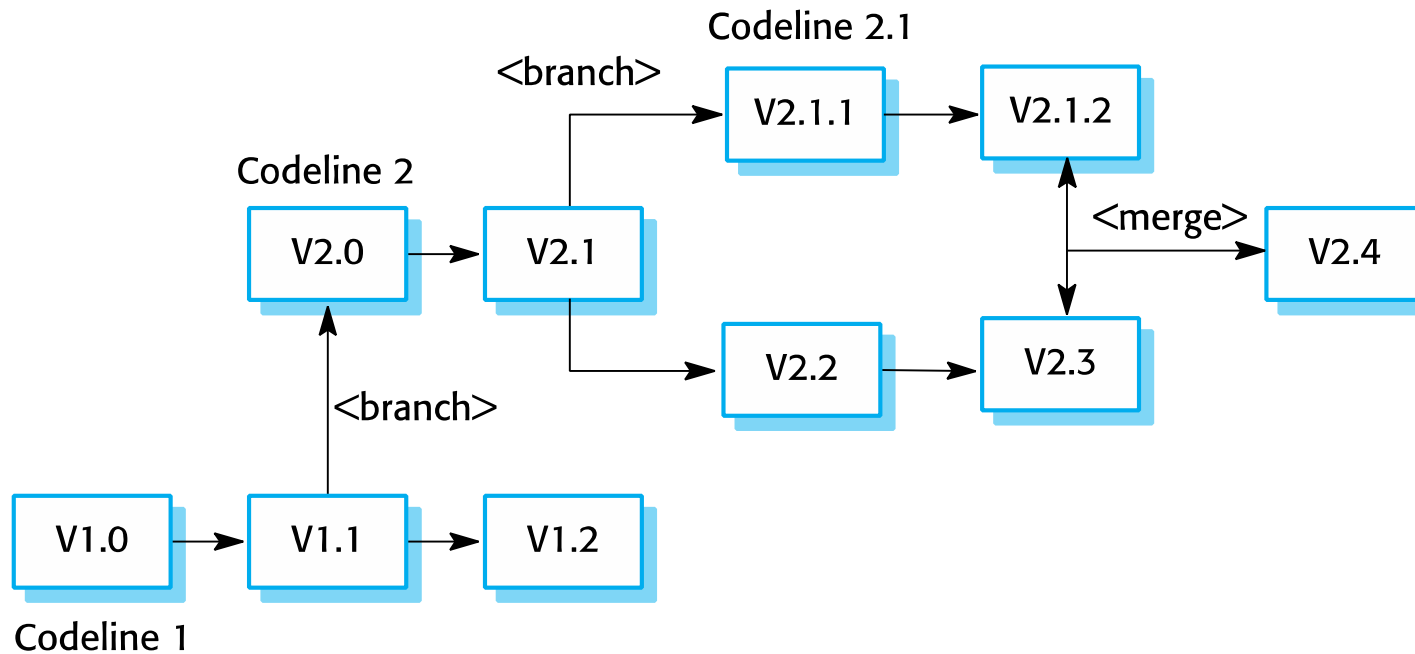 Codeline 2.1
<branch>
V2.1.1
V2.1.2
Codeline 2
V2.0
V2.1
<merge>
V2.4
V2.2
V2.3
<branch>
V1.0
V1.1
V1.2
Codeline 1